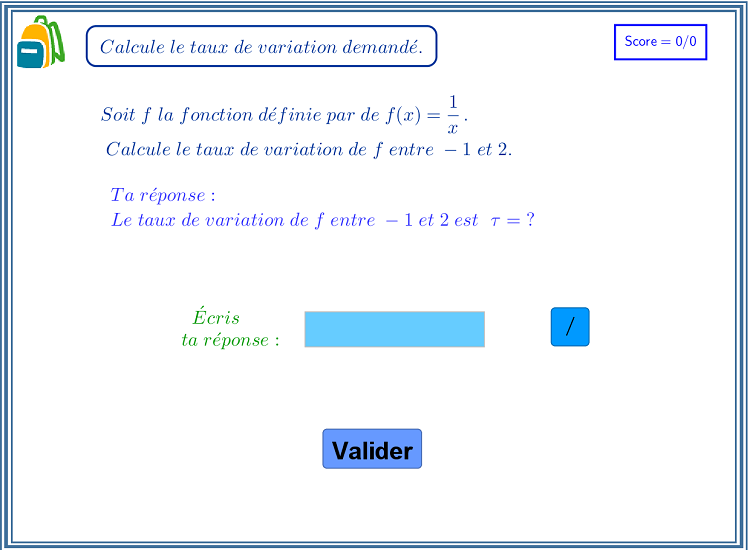 Calcule le taux de variation demandé.
Score = 0/0
Soit f la fonction définie par de f(x) = 1/x .
Calcule le taux de variation de f entre − 1 et 2.
Ta réponse :
Le taux de variation de f entre − 1 et 2 est τ = ?
Écris
ta réponse :
/
Valider